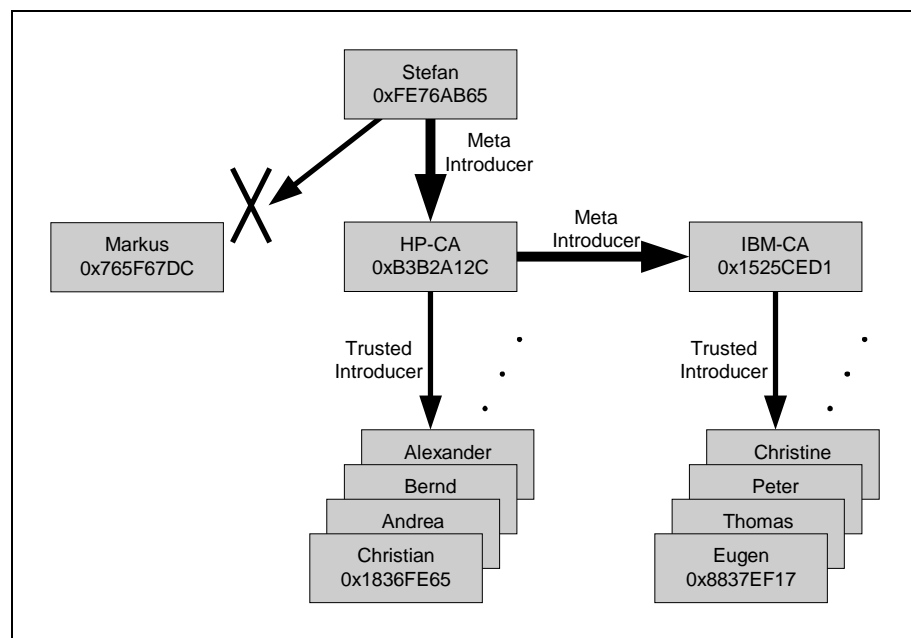 Stefan
0xFE76AB65
Meta
Introducer
Markus
0x765F67DC
HP-CA
0xB3B2A12C
Meta
Introducer
IBM-CA
0x1525CED1
Trusted
Introducer
Trusted
Introducer
Alexander
Bernd
Andrea
Christian
0x1836FE65
Christine
Peter
Thomas
Eugen
0x8837EF17